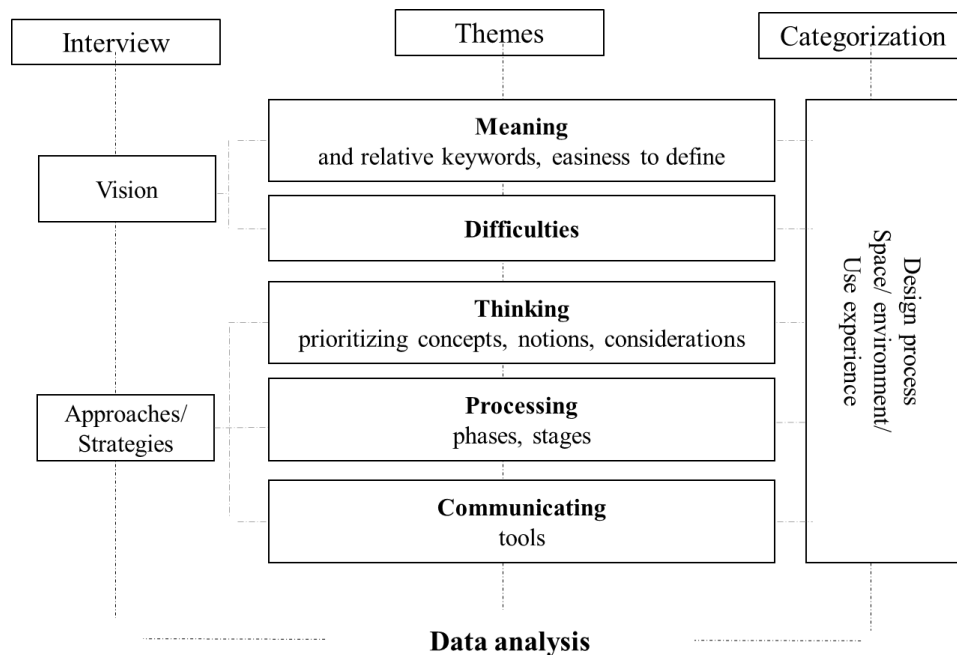 Interview
Themes
Categorization
Vision
Meaning
and relative keywords, easiness to define
Difficulties
Approaches/
Strategies
Thinking
prioritizing concepts, notions, considerations
Processing
phases, stages
Communicating
tools
Design process
Space/ environment/
Use experience
Data analysis